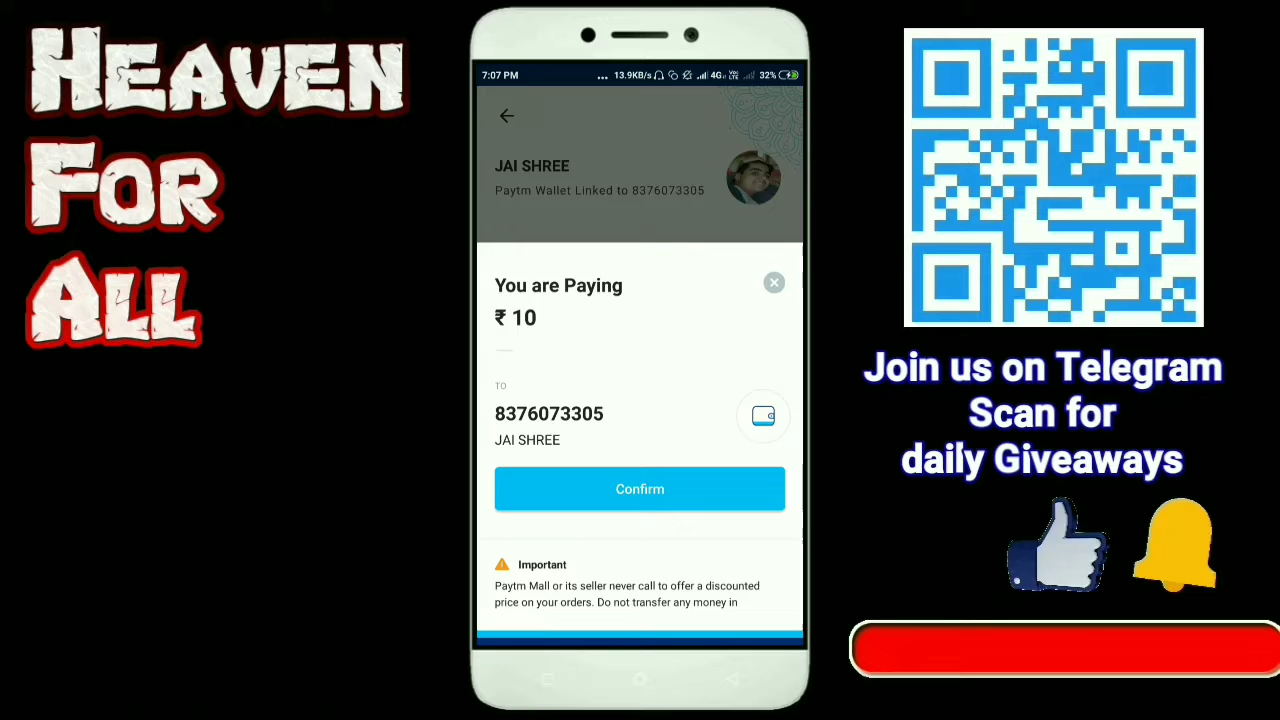 HEAVEN
FOR
ALL
7:07 PM
... 13.9KB/s 4G 32%
JAI SHREE
Paytm Wallet Linked to 8376073305
You are Paying
₹ 10
TO
8376073305
JAI SHREE
Confirm
Important
Paytm Mall or its seller never call to offer a discounted
price on your orders. Do not transfer any money in
Join us on Telegram
Scan for
daily Giveaways